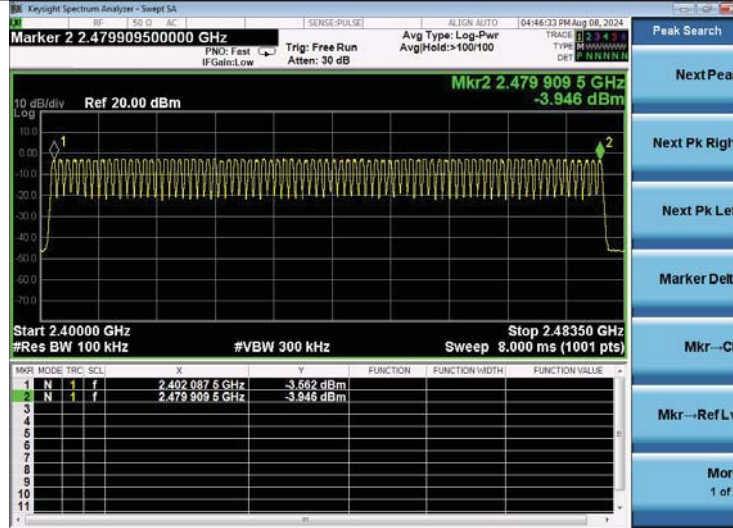 Keysight Spectrum Analyzer - Swept SA
RF 50 Ω AC SENSE:PULSE ALIGN AUTO 04:46:33 PM Aug 08, 2024
Marker 2 2.479909500000 GHz
PNO: Fast
IFGain:Low
Trig: Free Run
Atten: 30 dB
Avg Type: Log-Pwr
Avg|Hold:>100/100
TRACE 1 2 3 4 5 6
TYPE M WWWWW
DET P N N N N N
Mkr2 2.479 909 5 GHz
-3.946 dBm
10 dB/div Ref 20.00 dBm
Log
10.0
0.00
-10.0
-20.0
-30.0
-40.0
-50.0
-60.0
-70.0
1
2
Start 2.40000 GHz Stop 2.48350 GHz
#Res BW 100 kHz #VBW 300 kHz Sweep 8.000 ms (1001 pts)
MKR MODE TRC SCL X Y FUNCTION FUNCTION WIDTH FUNCTION VALUE
1 N 1 f 2.402 087 5 GHz -3.562 dBm
2 N 1 f 2.479 909 5 GHz -3.946 dBm
3
4
5
6
7
8
9
10
11
Peak Search
Next Pea
Next Pk Righ
Next Pk Lef
Marker Delt
Mkr→C
Mkr→Ref Lv
Mor
1 of